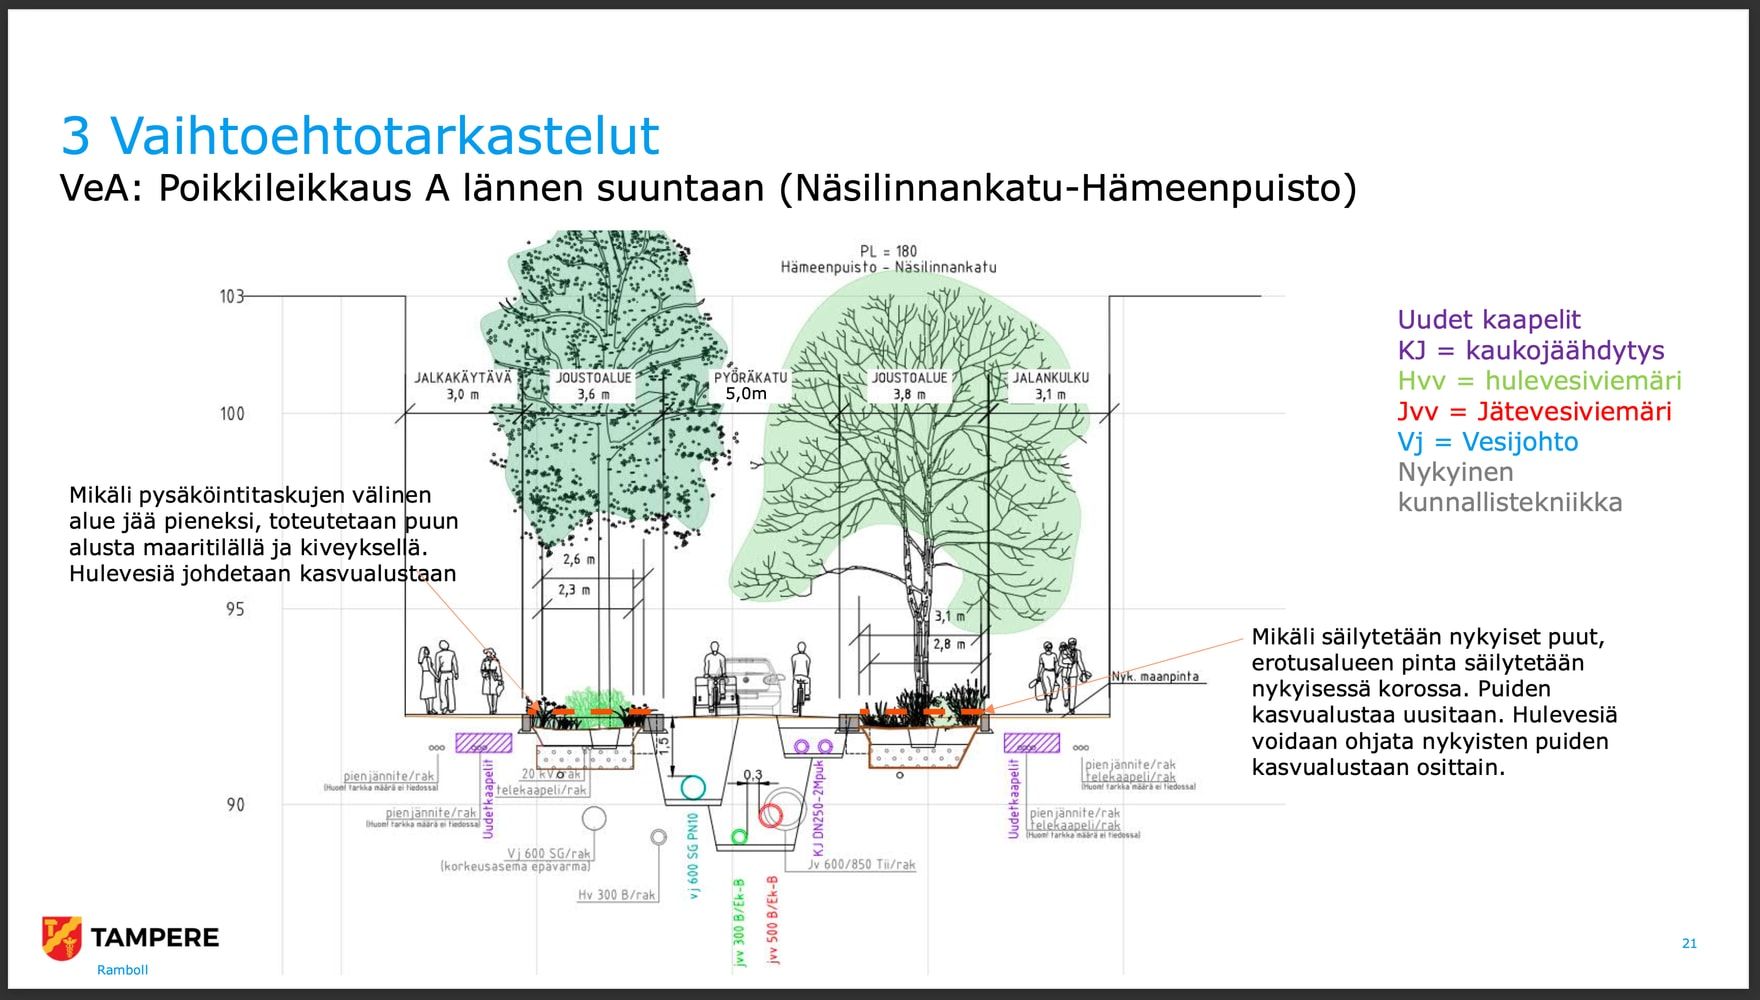 3 Vaihtoehtotarkastelut
VeA: Poikkileikkaus A lännen suuntaan (Näsilinnankatu-Hämeenpuisto)
PL = 180
Hämeenpuisto - Näsilinnankatu
103
100
95
90
JALKAKÄYTÄVÄ
3,0 m
JOUSTOALUE
3,6 m
PYÖRÄKATU
5,0m
JOUSTOALUE
3,8 m
JALANKULKU
3,1 m
Uudet kaapelit
KJ = kaukojäähdytys
Hvv = hulevesiviemäri
Jvv = Jätevesiviemäri
Vj = Vesijohto
Nykyinen
kunnallistekniikka
Mikäli pysäköintitaskujen välinen
alue jää pieneksi, toteutetaan puun
alusta maaritilällä ja kiveyksellä.
Hulevesiä johdetaan kasvualustaan
2,6 m
2,3 m
3,1 m
2,8 m
Mikäli säilytetään nykyiset puut,
erotusalueen pinta säilytetään
nykyisessä korossa. Puiden
kasvualustaa uusitaan. Hulevesiä
voidaan ohjata nykyisten puiden
kasvualustaan osittain.
Nyk. maanpinta
1,5
0,3
pienjännite/rak
(Huom! tarkka määrä ei tiedossa)
pienjännite/rak
(Huom! tarkka määrä ei tiedossa)
Uudetkaapelit
20 kV/rak
telekaapeli/rak
Vj 600 SG/rak
(korkeusasema epävarma)
Hv 300 B/rak
vj 600 SG PN10
jvv 300 B/Ek-B
jvv 500 B/Ek-B
KJ DN250-2Mpuk
Jv 600/850 Tii/rak
Uudetkaapelit
pienjännite/rak
telekaapeli/rak
(Huom! tarkka määrä ei tiedossa)
pienjännite/rak
telekaapeli/rak
(Huom! tarkka määrä ei tiedossa)
TAMPERE
Ramboll
21